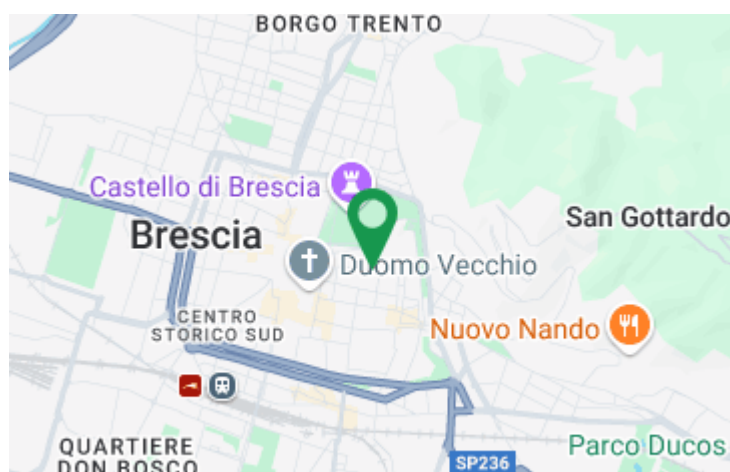 BORGO TRENTO
Castello di Brescia
San Gottardo
Brescia
Duomo Vecchio
CENTRO
STORICO SUD
Nuovo Nando
QUARTIERE
DON BOSCO
Parco Ducos
SP236